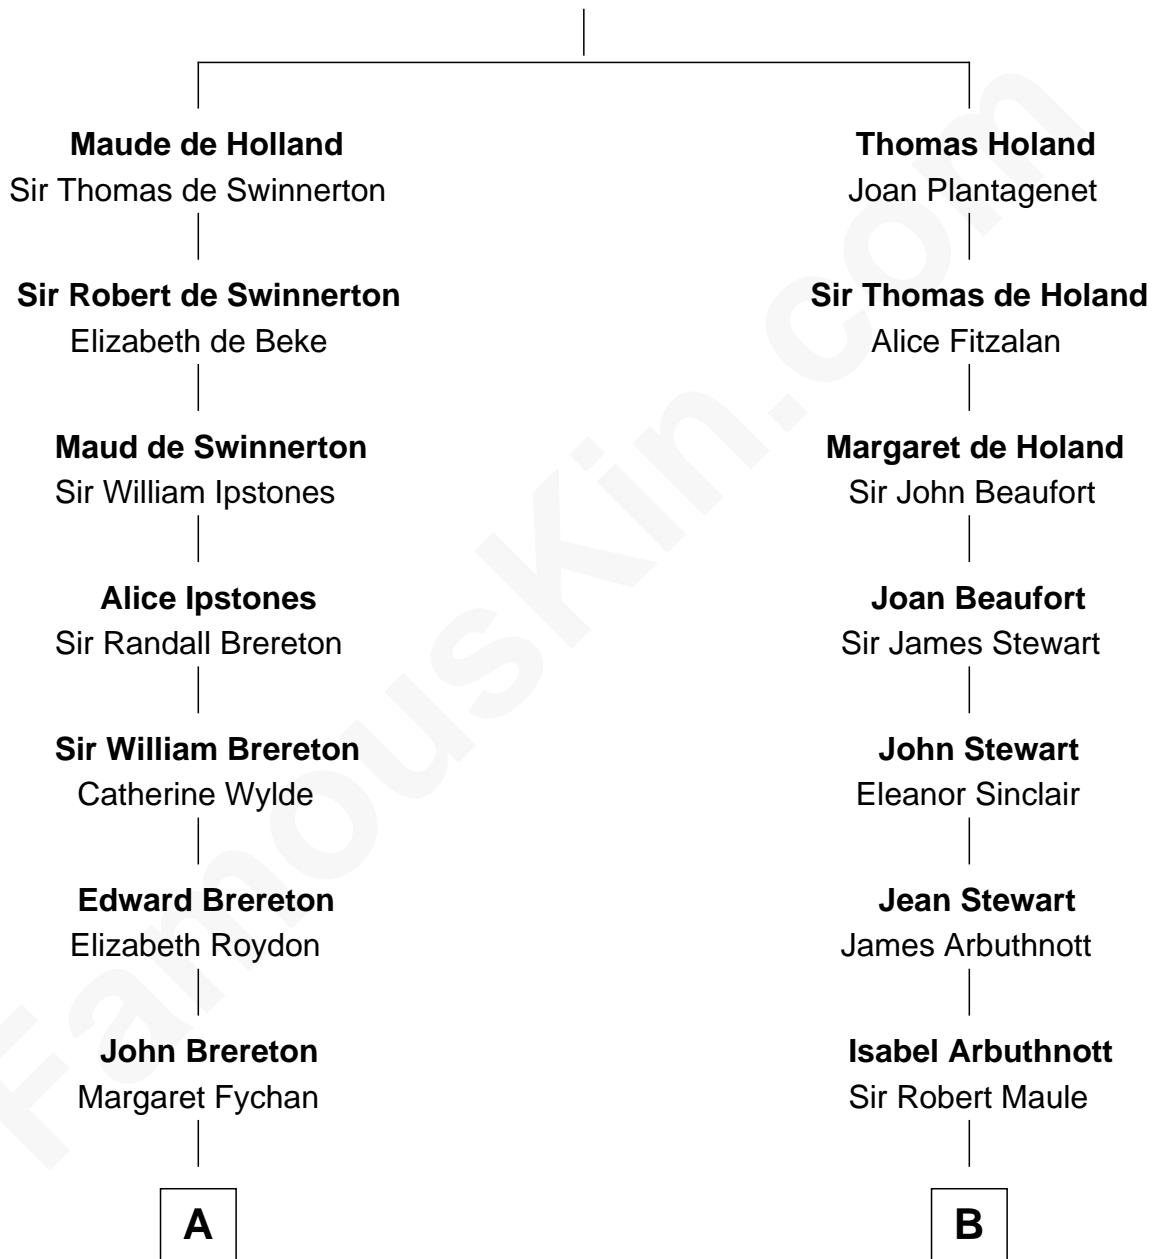 Maude de Holland
Sir Thomas de Swinnerton
Sir Robert de Swinnerton
Elizabeth de Beke
Maud de Swinnerton
Sir William Ipstones
Alice Ipstones
Sir Randall Brereton
Sir William Brereton
Catherine Wylde
Edward Brereton
Elizabeth Roydon
John Brereton
Margaret Fychan
A
Thomas Holand
Joan Plantagenet
Sir Thomas de Holand
Alice Fitzalan
Margaret de Holand
Sir John Beaufort
Joan Beaufort
Sir James Stewart
John Stewart
Eleanor Sinclair
Jean Stewart
James Arbuthnott
Isabel Arbuthnott
Sir Robert Maule
B
FamousKin.com